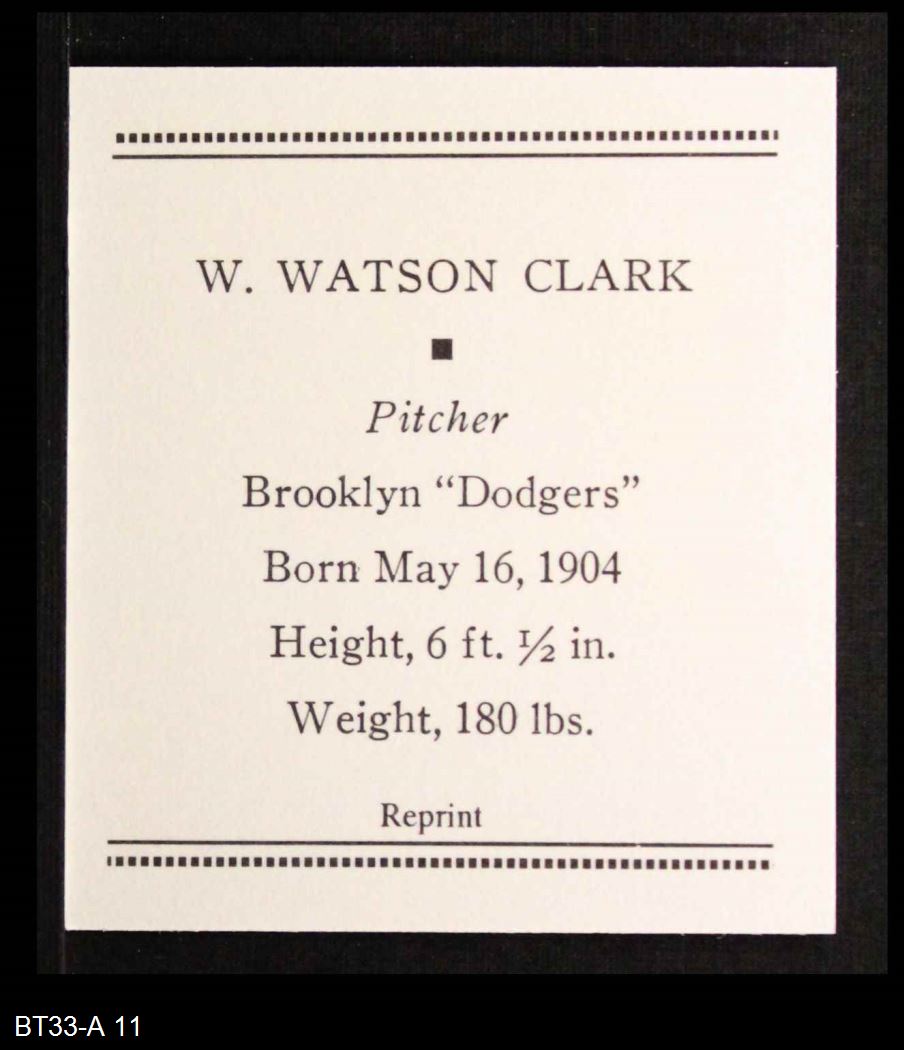 W. WATSON CLARK
Pitcher
Brooklyn “Dodgers”
Born May 16, 1904
Height, 6 ft. ½ in.
Weight, 180 lbs.
Reprint
BT33-A 11